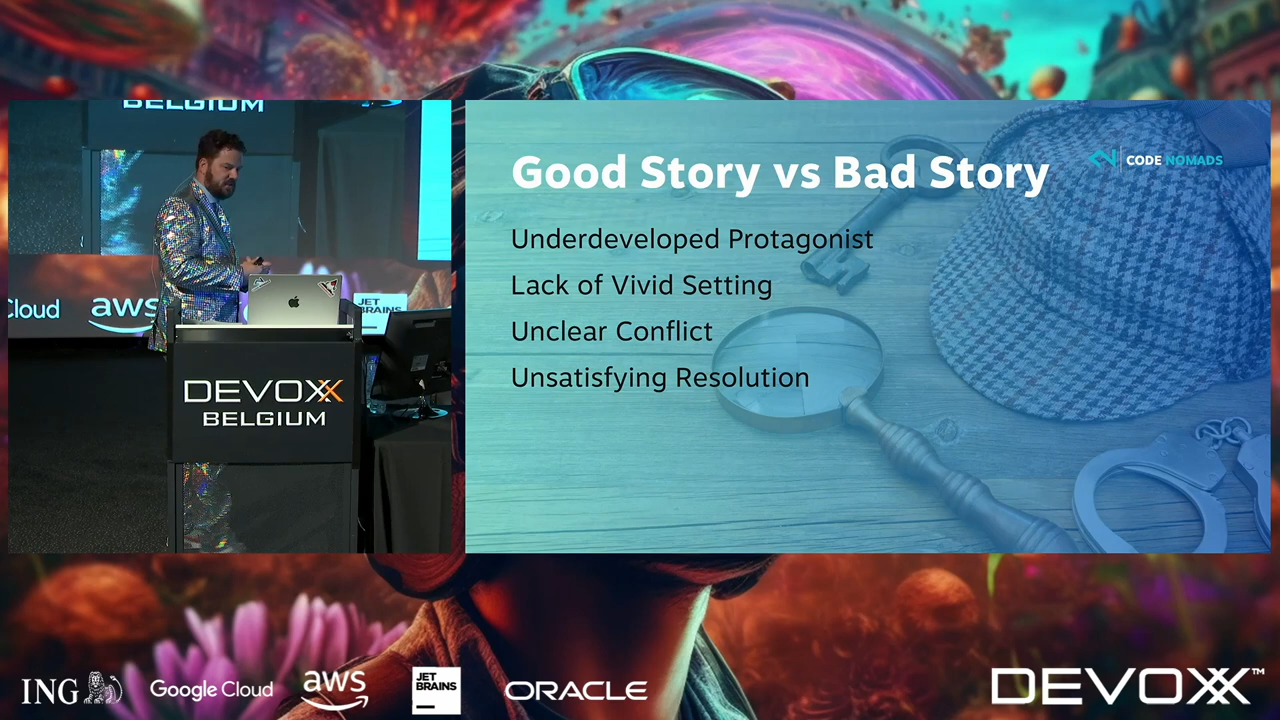 BELGIUM
Good Story vs Bad Story
CODE NOMADS
Underdeveloped Protagonist
Lack of Vivid Setting
Unclear Conflict
Unsatisfying Resolution
Cloud
aws
JET
BRAINS
DEVOXX
BELGIUM
ING
Google Cloud
aws
JET
BRAINS
ORACLE
DEVOXX™